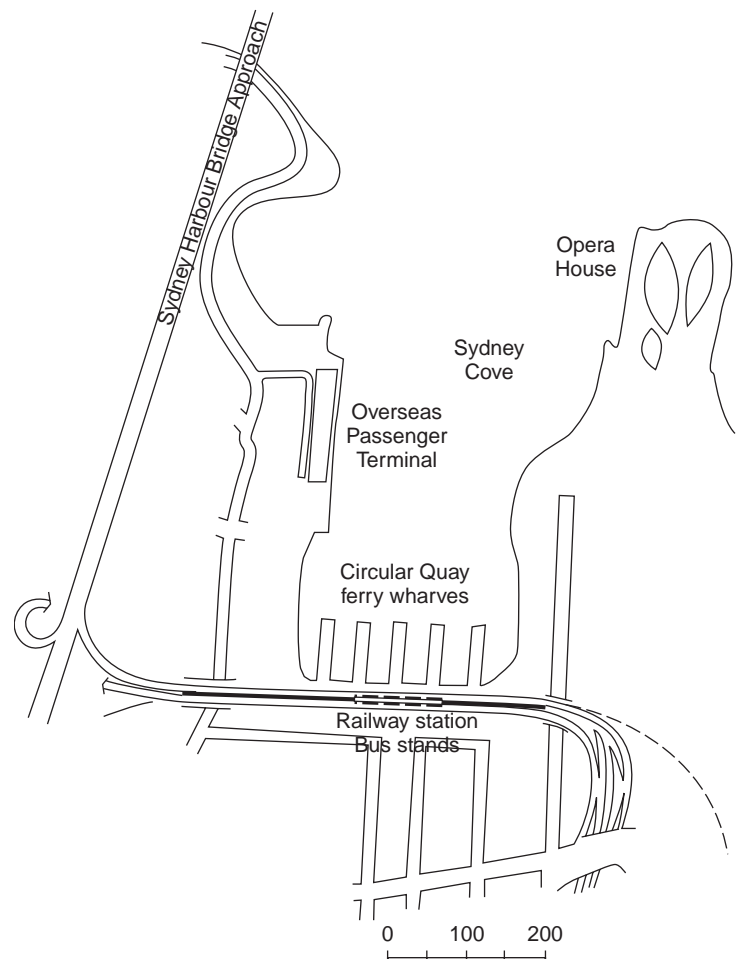 Sydney Harbour Bridge Approach
Opera
House
Sydney
Cove
Overseas
Passenger
Terminal
Circular Quay
ferry wharves
Railway station
Bus stands
0 100 200